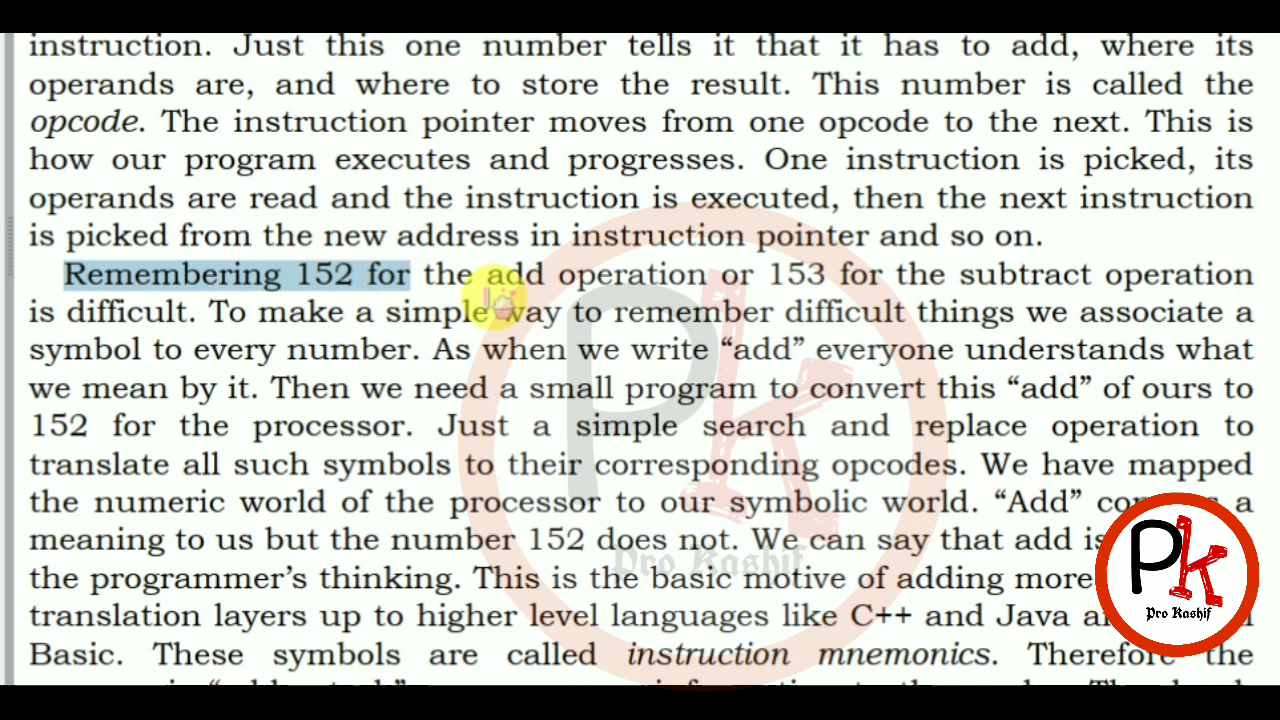 instruction. Just this one number tells it that it has to add, where its
operands are, and where to store the result. This number is called the
opcode. The instruction pointer moves from one opcode to the next. This is
how our program executes and progresses. One instruction is picked, its
operands are read and the instruction is executed, then the next instruction
is picked from the new address in instruction pointer and so on.
Remembering 152 for the add operation or 153 for the subtract operation
is difficult. To make a simple way to remember difficult things we associate a
symbol to every number. As when we write “add” everyone understands what
we mean by it. Then we need a small program to convert this “add” of ours to
152 for the processor. Just a simple search and replace operation to
translate all such symbols to their corresponding opcodes. We have mapped
the numeric world of the processor to our symbolic world. “Add” a
meaning to us but the number 152 does not. We can say that add is
the programmer’s thinking. This is the basic motive of adding more
translation layers up to higher level languages like C++ and Java
Basic. These symbols are called instruction mnemonics. Therefore the
Pk
Pro Kashif
Pk
Pro Kashif